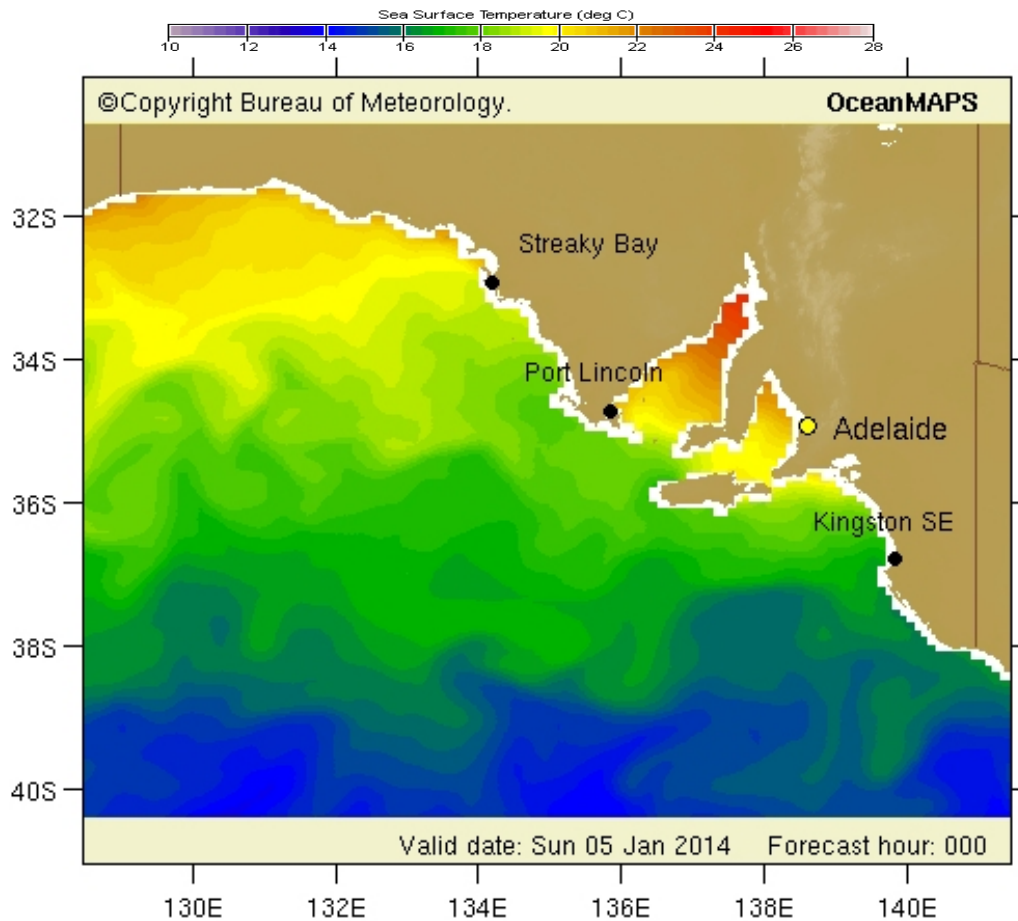 Sea Surface Temperature (deg C)
10 12 14 16 18 20 22 24 26 28
©Copyright Bureau of Meteorology. OceanMAPS
32S
Streaky Bay
34S
Port Lincoln
Adelaide
36S
Kingston SE
38S
40S
Valid date: Sun 05 Jan 2014 Forecast hour: 000
130E 132E 134E 136E 138E 140E